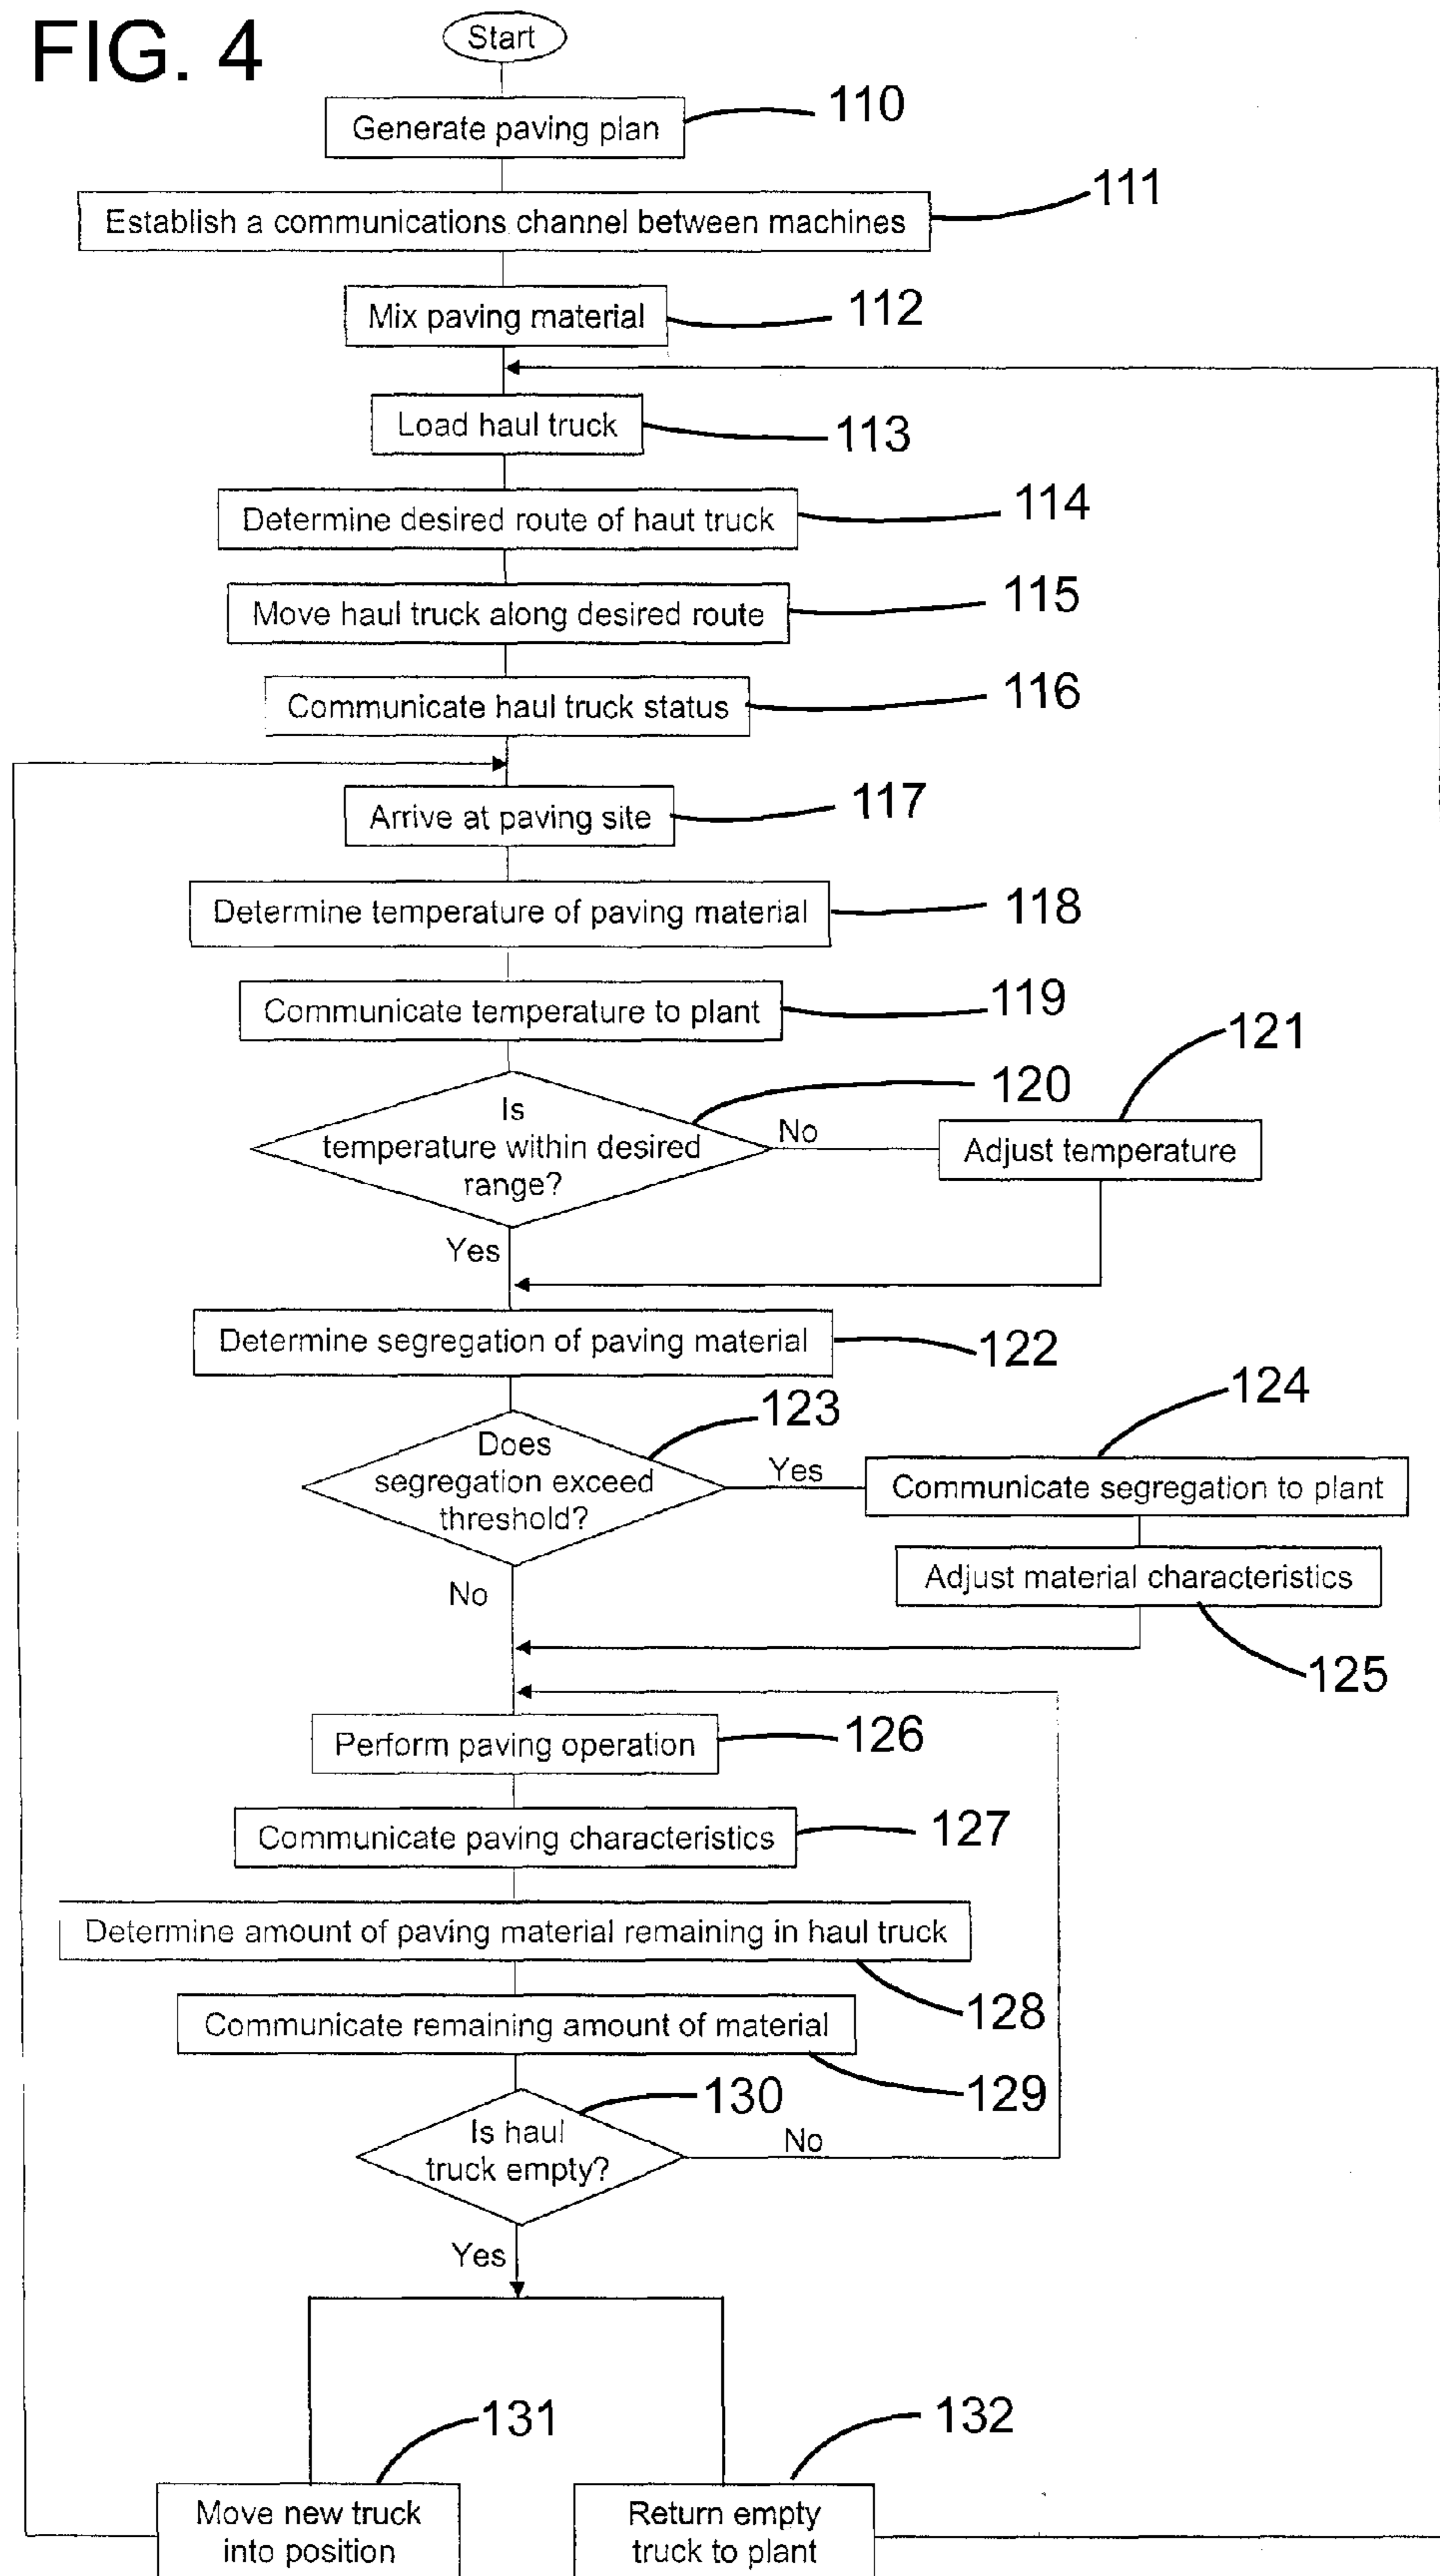 FIG. 4
Start
Generate paving plan
110
Establish a communications channel between machines
111
Mix paving material
112
Load haul truck
113
Determine desired route of haut truck
114
Move haul truck along desired route
115
Communicate haul truck status
116
Arrive at paving site
117
Determine temperature of paving material
118
Communicate temperature to plant
119
Is
temperature within desired
range?
120
No
Adjust temperature
121
Yes
Determine segregation of paving material
122
Does
segregation exceed
threshold?
123
Yes
Communicate segregation to plant
124
Adjust material characteristics
125
No
Perform paving operation
126
Communicate paving characteristics
127
Determine amount of paving material remaining in haul truck
128
Communicate remaining amount of material
129
Is haul
truck empty?
130
No
Yes
131
132
Move new truck
into position
Return empty
truck to plant